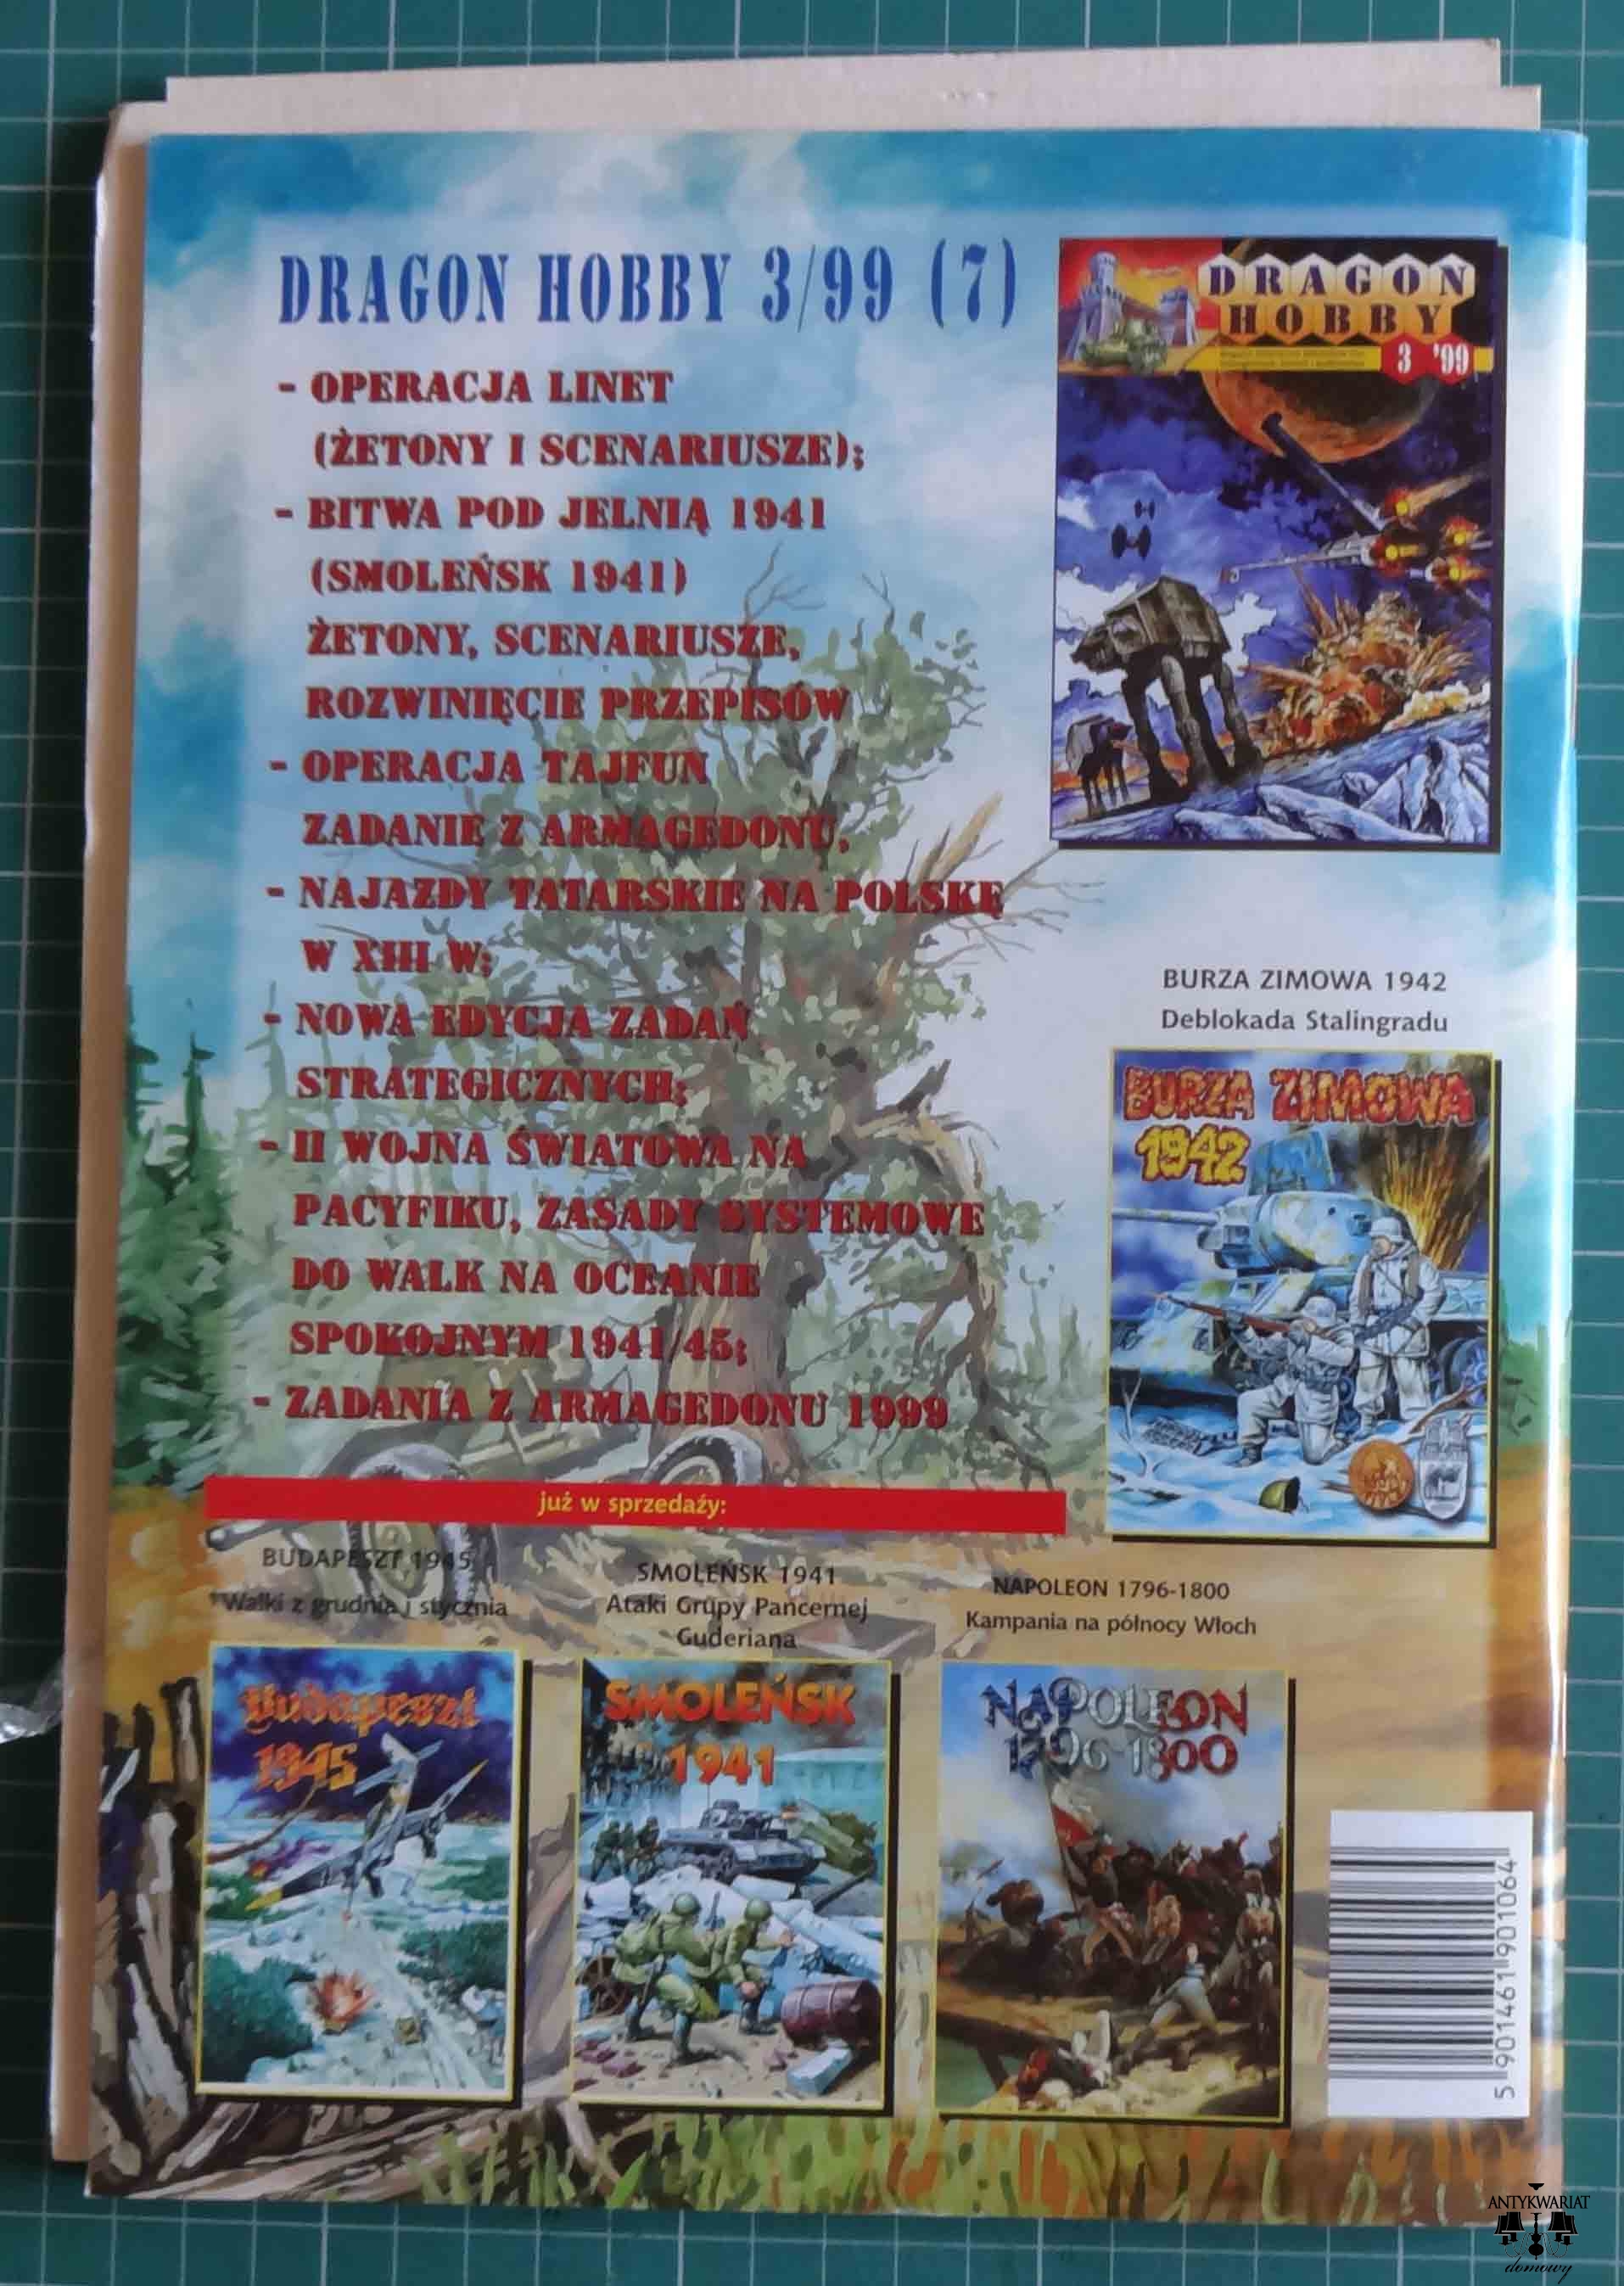 DRAGON HOBBY 3/99 (7)
- OPERACJA LINET
(ŻETONY I SCENARIUSZE);
- BITWA POD JELNIĄ 1941
(SMOLEŃSK 1941)
ŻETONY, SCENARIUSZE,
ROZWINIĘCIE PRZEPISÓW
- OPERACJA TAJFUN
ZADANIE Z ARMAGEDONU,
- NAJAZDY TATARSKIE NA POLSKĘ
W XIII W;
- NOWA EDYCJA ZADAŃ
STRATEGICZNYCH;
- II WOJNA ŚWIATOWA NA
PACYFIKU, ZASADY SYSTEMOWE
DO WALK NA OCEANIE
SPOKOJNYM 1941/45;
- ZADANIA Z ARMAGEDONU 1999
DRAGON
HOBBY
3 '99
BURZA ZIMOWA 1942
Deblokada Stalingradu
BURZA ZIMOWA
1942
już w sprzedaży:
BUDAPESZT 1945
Walki z grudnia i stycznia
Budapeszt
1945
SMOLEŃSK 1941
Ataki Grupy Pancernej
Guderiana
SMOLEŃSK
1941
NAPOLEON 1796-1800
Kampania na północy Włoch
NAPOLEON
1796-1800
5 901461 901064
ANTYKWARIAT
domowy